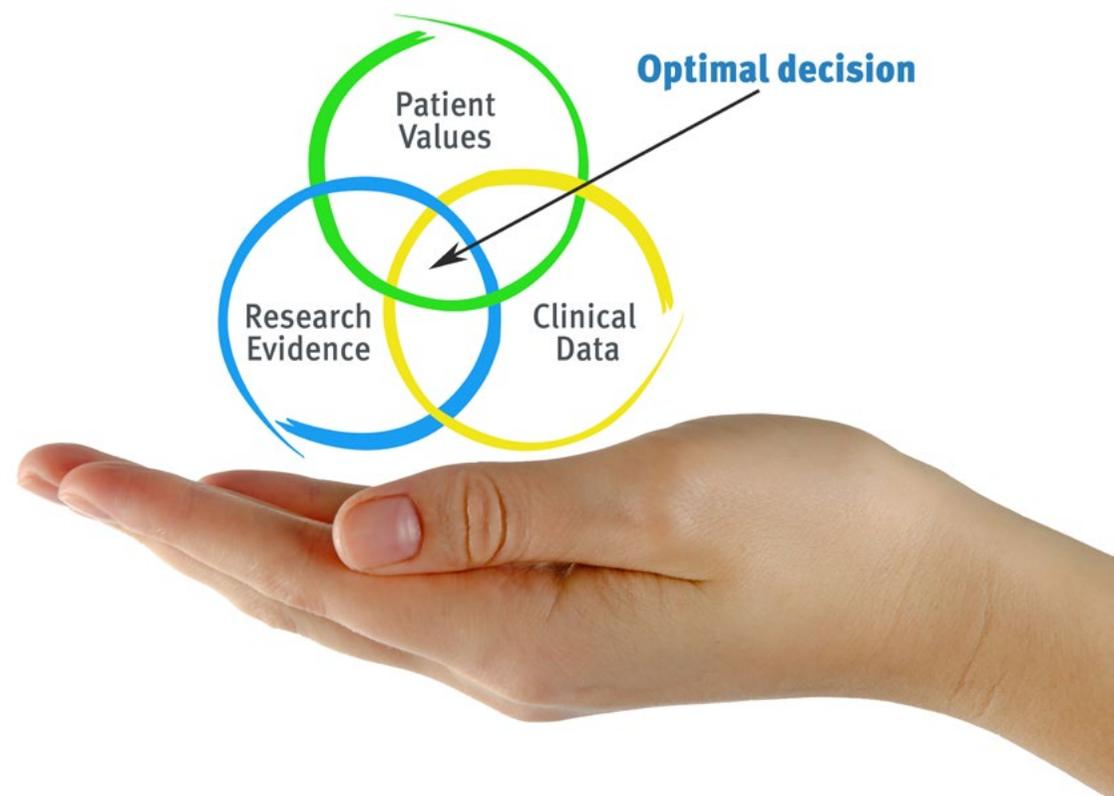 Optimal decision
Patient
Values
Research
Evidence
Clinical
Data